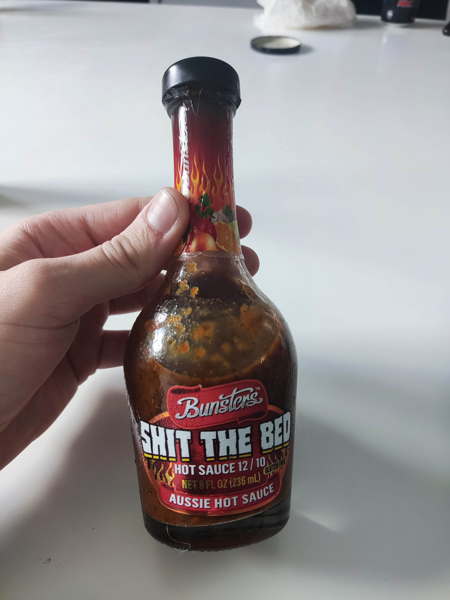 Bunsters
SHIT THE BED
HOT SAUCE 12/10
NET 8 FL OZ (236 mL)
AUSSIE HOT SAUCE